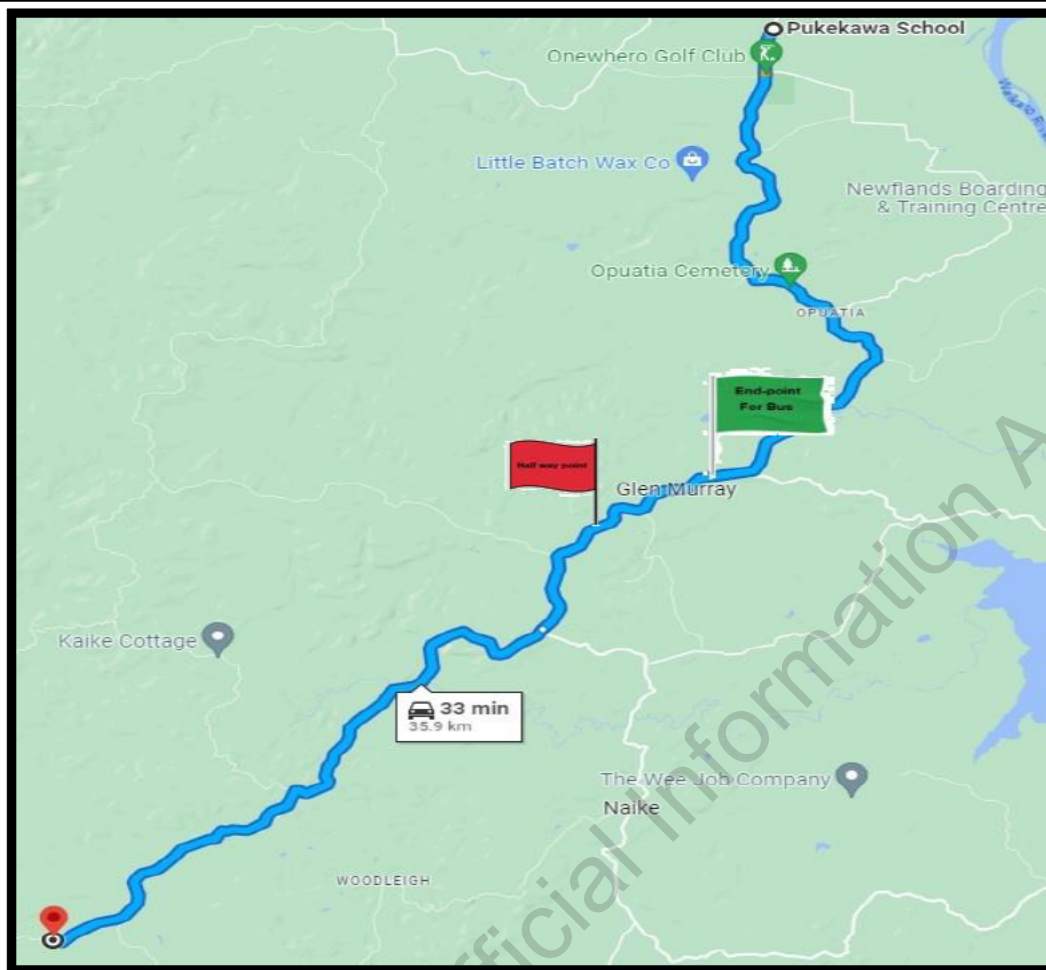 Pukekawa School
Onewhero Golf Club
Little Batch Wax Co
Newflands Boarding
& Training Centre
Opuatia Cemetery
OPUATIA
End-point
For Bus
Half way point
Glen Murray
Kaike Cottage
33 min
35.9 km
The Wee Job Company
Naike
WOODLEIGH
fficial Information A